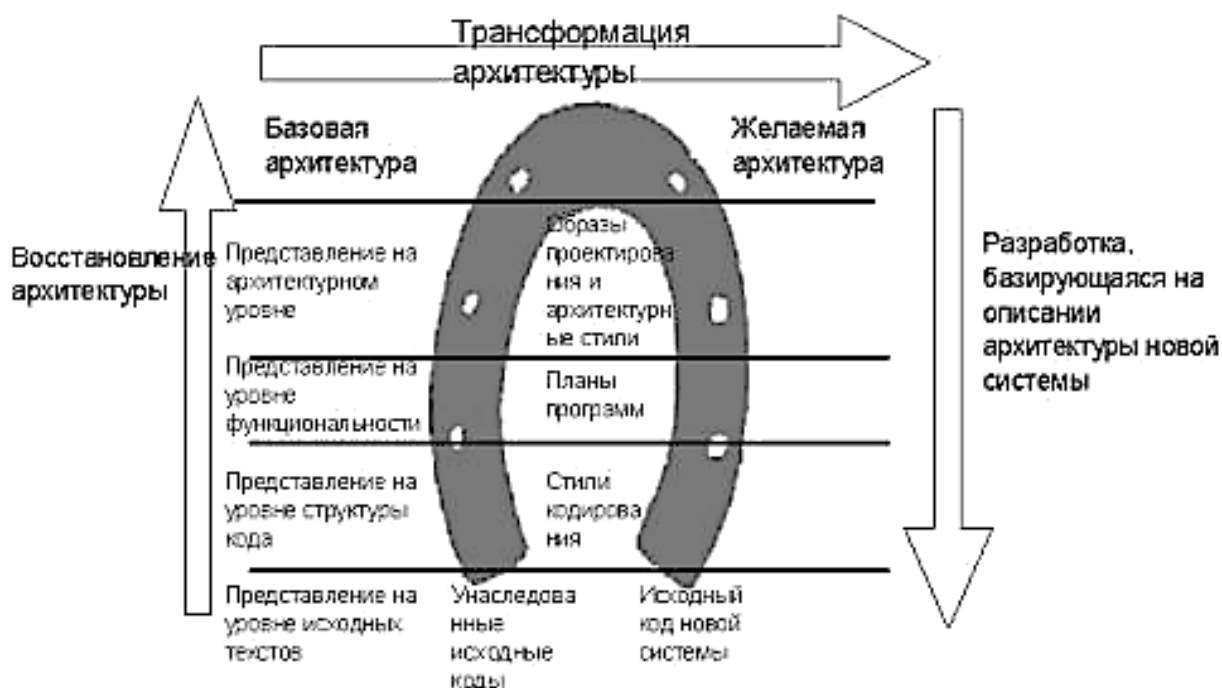 Трансформация
архитектуры
Базовая
архитектура
Желаемая
архитектура
Восстановление
архитектуры
Представление на
архитектурном
уровне
Образы
проектирова
ния и
архитектурн
ые стили
Разработка,
базирующаяся на
описании
архитектуры новой
системы
Представление на
уровне
функциональности
Планы
программ
Представление на
уровне структуры
кода
Стили
кодирова
ния
Представление на
уровне исходных
текстов
Унаследова
нные
исходные
коды
Исходный
код новой
системы